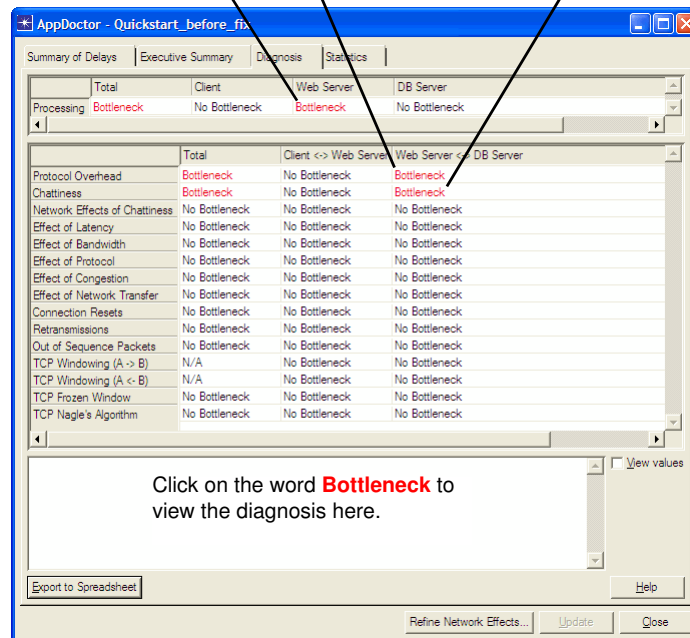 AppDoctor - Quickstart_before_fix
Summary of Delays Executive Summary Diagnosis Statistics
Total Client Web Server DB Server
Processing Bottleneck No Bottleneck Bottleneck No Bottleneck
Total Client <-> Web Server Web Server <-> DB Server
Protocol Overhead Bottleneck No Bottleneck Bottleneck
Chattiness Bottleneck No Bottleneck Bottleneck
Network Effects of Chattiness No Bottleneck No Bottleneck No Bottleneck
Effect of Latency No Bottleneck No Bottleneck No Bottleneck
Effect of Bandwidth No Bottleneck No Bottleneck No Bottleneck
Effect of Protocol No Bottleneck No Bottleneck No Bottleneck
Effect of Congestion No Bottleneck No Bottleneck No Bottleneck
Effect of Network Transfer No Bottleneck No Bottleneck No Bottleneck
Connection Resets No Bottleneck No Bottleneck No Bottleneck
Retransmissions No Bottleneck No Bottleneck No Bottleneck
Out of Sequence Packets No Bottleneck No Bottleneck No Bottleneck
TCP Windowing (A -> B) N/A No Bottleneck No Bottleneck
TCP Windowing (A <- B) N/A No Bottleneck No Bottleneck
TCP Frozen Window No Bottleneck No Bottleneck No Bottleneck
TCP Nagle's Algorithm No Bottleneck No Bottleneck No Bottleneck
View values
Click on the word Bottleneck to
view the diagnosis here.
Export to Spreadsheet Help
Refine Network Effects... Update Close